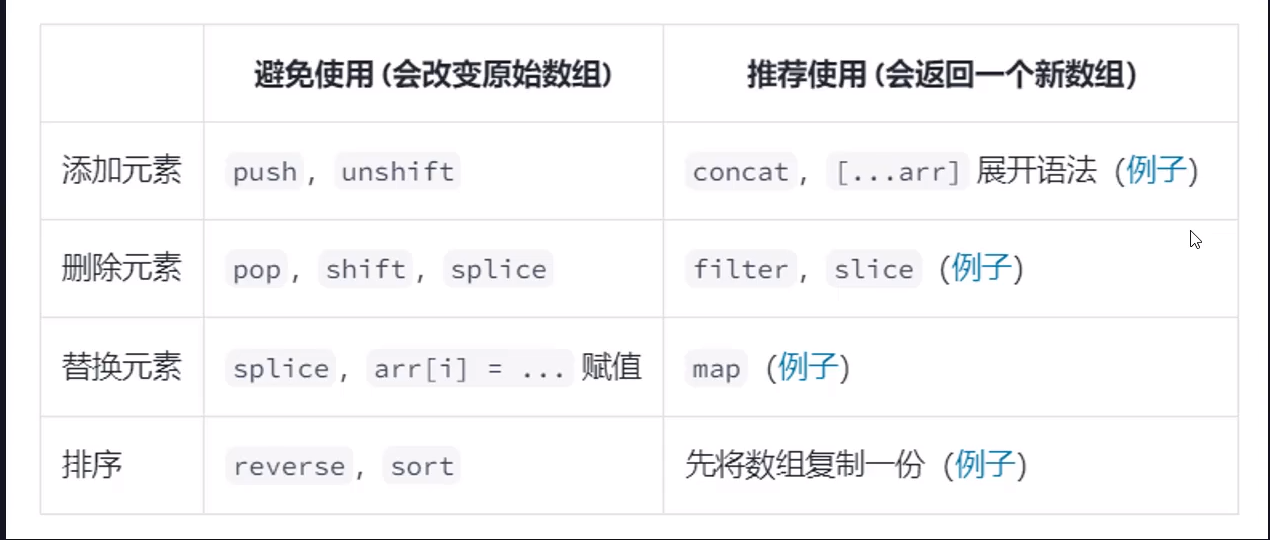 避免使用 (会改变原始数组) 推荐使用 (会返回一个新数组)
添加元素 push, unshift concat, [...arr] 展开语法 (例子)
删除元素 pop, shift, splice filter, slice (例子)
替换元素 splice, arr[i] = ... 赋值 map (例子)
排序 reverse, sort 先将数组复制一份 (例子)